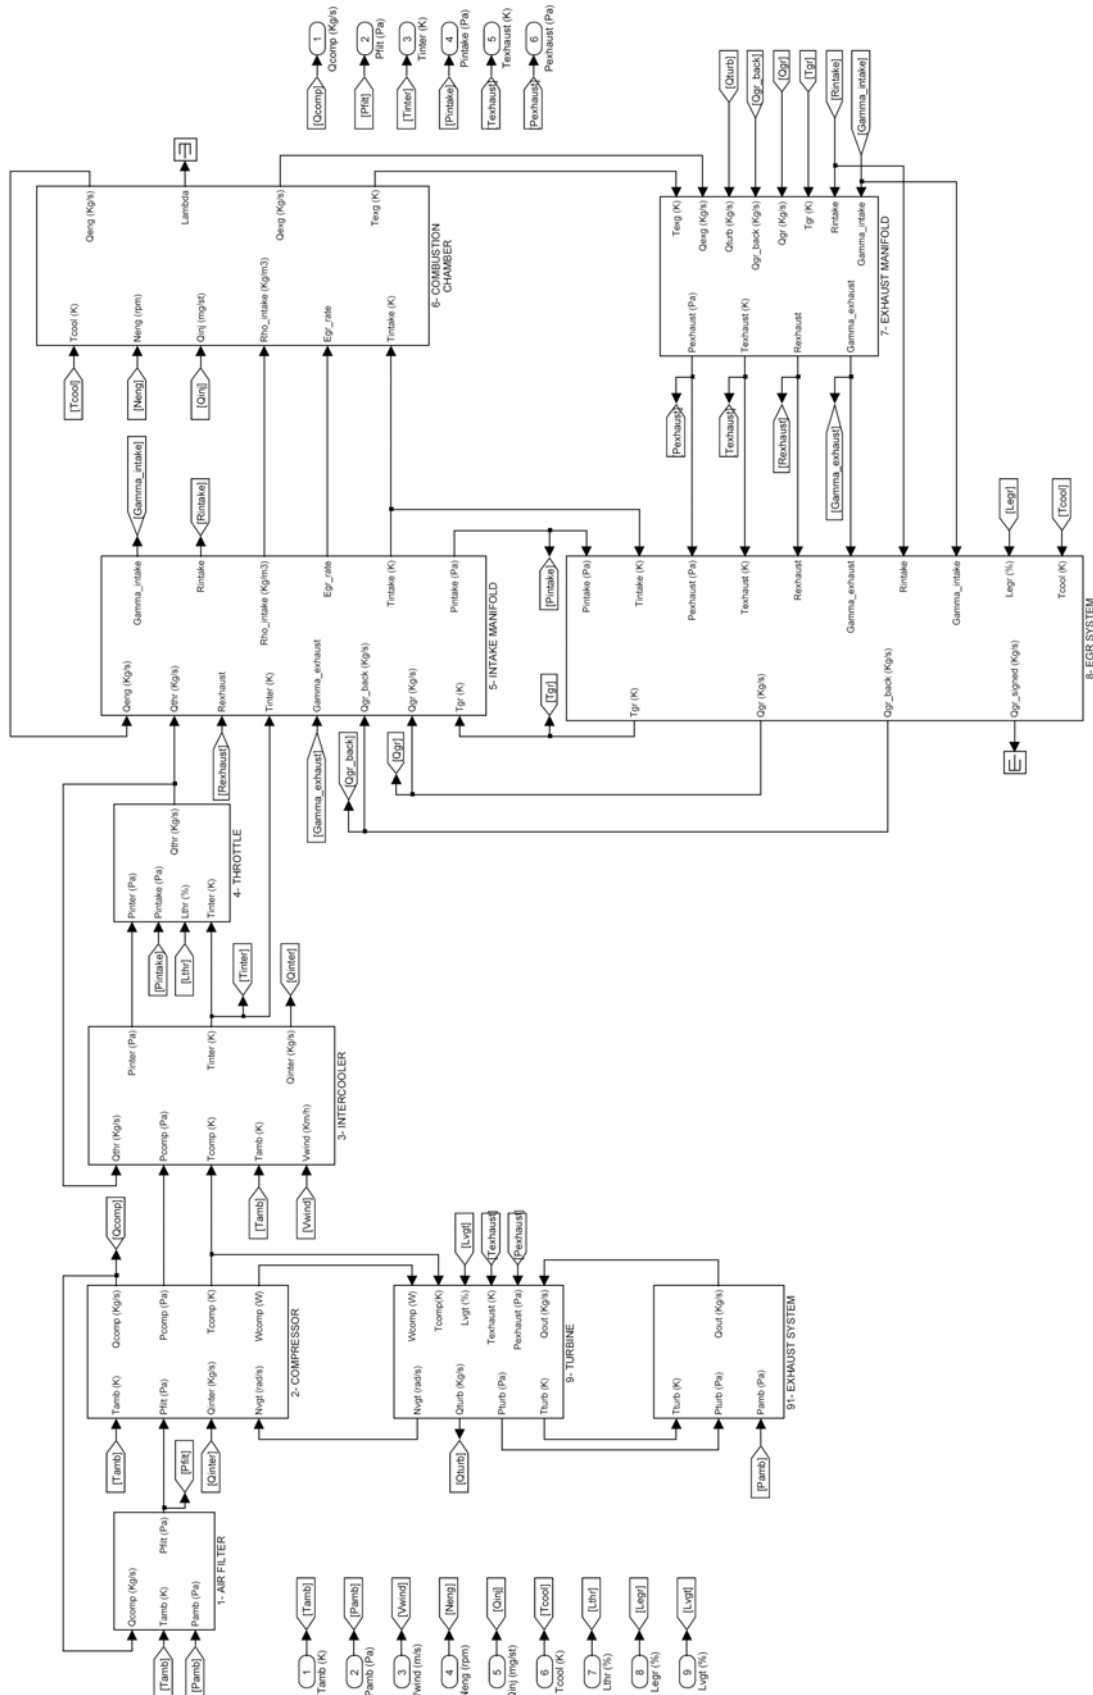 Qcomp (Kg/s)
Tamb (K)
Pamb (Pa)
Pfilt (Pa)
1- AIR FILTER
[Tamb]
[Pamb]
[Pfilt]
Tamb (K)
Pfilt (Pa)
Qinter (Kg/s)
Nvgt (rad/s)
Qcomp (Kg/s)
Pcomp (Pa)
Tcomp (K)
Wcomp (W)
2- COMPRESSOR
[Tamb]
[Qinter]
[Qcomp]
Qthr (Kg/s)
Pcomp (Pa)
Tcomp (K)
Tamb (K)
Vwind (Km/h)
Pinter (Pa)
Tinter (K)
Qinter (Kg/s)
3- INTERCOOLER
[Tamb]
[Vwind]
[Tinter]
[Qinter]
Pinter (Pa)
Pintake (Pa)
Lthr (%)
Tinter (K)
Qthr (Kg/s)
4- THROTTLE
[Pintake]
[Lthr]
Qeng (Kg/s)
Qthr (Kg/s)
Rexhaust
Tinter (K)
Gamma_exhaust
Qgr_back (Kg/s)
Qgr (Kg/s)
Tgr (K)
Gamma_intake
Rintake
Rho_intake (Kg/m3)
Egr_rate
Tintake (K)
Pintake (Pa)
5- INTAKE MANIFOLD
[Rexhaust]
[Gamma_exhaust]
[Qgr_back]
[Qgr]
[Tgr]
[Gamma_intake]
[Rintake]
[Pintake]
Tcool (K)
Neng (rpm)
Qinj (mg/st)
Rho_intake (Kg/m3)
Egr_rate
Tintake (K)
Qeng (Kg/s)
Lambda
Qexg (Kg/s)
Texg (K)
6- COMBUSTION
CHAMBER
[Tcool]
[Neng]
[Qinj]
Texg (K)
Qexg (Kg/s)
Qturb (Kg/s)
Qgr_back (Kg/s)
Qgr (Kg/s)
Tgr (K)
Rintake
Gamma_intake
Pexhaust (Pa)
Texhaust (K)
Rexhaust
Gamma_exhaust
7- EXHAUST MANIFOLD
[Qturb]
[Qgr_back]
[Qgr]
[Tgr]
[Rintake]
[Gamma_intake]
[Pexhaust]
[Texhaust]
[Rexhaust]
[Gamma_exhaust]
Pintake (Pa)
Tintake (K)
Pexhaust (Pa)
Texhaust (K)
Rexhaust
Gamma_exhaust
Rintake
Gamma_intake
Legr (%)
Tcool (K)
Tgr (K)
Qgr (Kg/s)
Qgr_back (Kg/s)
Qgr_signed (Kg/s)
8- EGR SYSTEM
[Legr]
[Tcool]
Wcomp (W)
Tcomp(K)
Lvgt (%)
Texhaust (K)
Pexhaust (Pa)
Qout (Kg/s)
Nvgt (rad/s)
Qturb (Kg/s)
Pturb (Pa)
Tturb (K)
9- TURBINE
[Lvgt]
[Texhaust]
[Pexhaust]
[Qturb]
Tturb (K)
Pturb (Pa)
Pamb (Pa)
Qout (Kg/s)
91- EXHAUST SYSTEM
[Pamb]
1
Tamb (K)
[Tamb]
2
Pamb (Pa)
[Pamb]
3
Vwind (m/s)
[Vwind]
4
Neng (rpm)
[Neng]
5
Qinj (mg/st)
[Qinj]
6
Tcool (K)
[Tcool]
7
Lthr (%)
[Lthr]
8
Legr (%)
[Legr]
9
Lvgt (%)
[Lvgt]
[Qcomp]
1
Qcomp (Kg/s)
[Pfilt]
2
Pfilt (Pa)
[Tinter]
3
Tinter (K)
[Pintake]
4
Pintake (Pa)
[Texhaust]
5
Texhaust (K)
[Pexhaust]
6
Pexhaust (Pa)